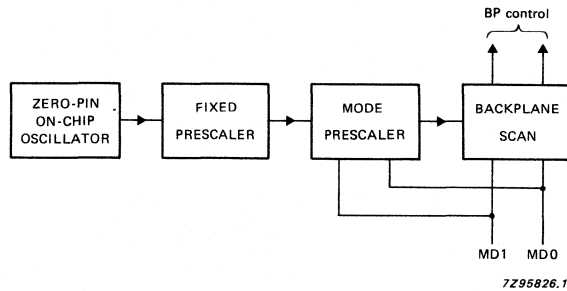 BP control
ZERO-PIN
ON-CHIP
OSCILLATOR
FIXED
PRESCALER
MODE
PRESCALER
BACKPLANE
SCAN
MD1
MD0
7Z95826.1